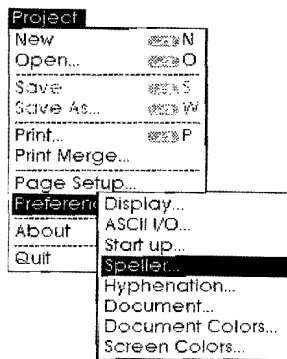 Project
New N
Open... O
Save S
Save As... W
Print... P
Print Merge...
Page Setup...
Preferenc
About
Quit
Display...
ASCII I/O...
Start up...
Speller...
Hyphenation...
Document...
Document Colors...
Screen Colors...